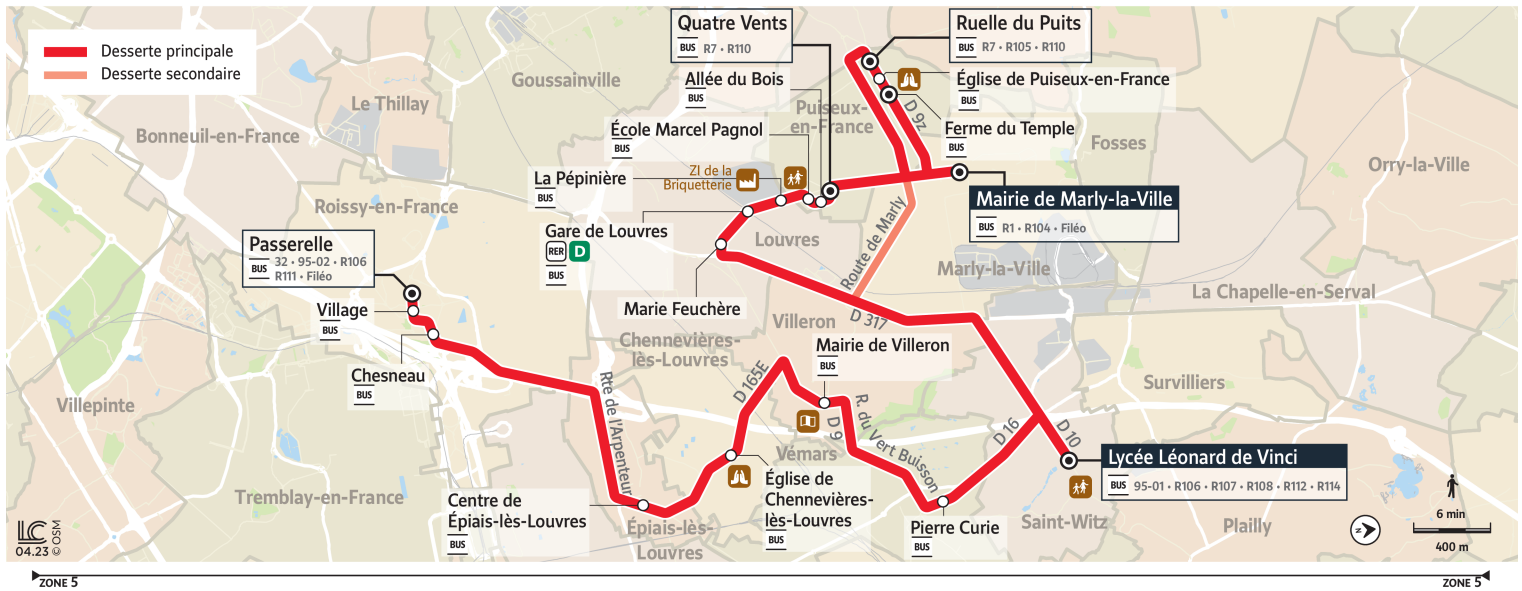 Desserte principale
Desserte secondaire
Quatre Vents
BUS R7 • R110
Ruelle du Puits
BUS R7 • R105 • R110
Allée du Bois
BUS
Église de Puiseux-en-France
BUS
Goussainville
Le Thillay
Bonneuil-en-France
Puiseux-
en-France
D 9z
École Marcel Pagnol
BUS
Ferme du Temple
BUS
Fosses
Orry-la-Ville
La Pépinière
BUS
ZI de la
Briquetterie
Mairie de Marly-la-Ville
BUS R1 • R104 • Filéo
Roissy-en-France
Gare de Louvres
RER D
BUS
Louvres
Route de Marly
Marly-la-Ville
Passerelle
BUS 32 • 95-02 • R106
R111 • Filéo
La Chapelle-en-Serval
Village
BUS
Marie Feuchère
D 317
Villeron
Chennevières-
lès-Louvres
Mairie de Villeron
BUS
Chesneau
BUS
Survilliers
Villepinte
Rte de l'Arpenteur
D 165E
D 9
R. du Vert Buisson
D 16
D 10
Vémars
Lycée Léonard de Vinci
BUS 95-01 • R106 • R107 • R108 • R112 • R114
Tremblay-en-France
Centre de
Épiais-lès-Louvres
BUS
Église de
Chennevières-
lès-Louvres
BUS
Épiais-lès-
Louvres
Pierre Curie
BUS
Saint-Witz
Plailly
N
6 min
400 m
LC
04.23 © OSM
ZONE 5
ZONE 5